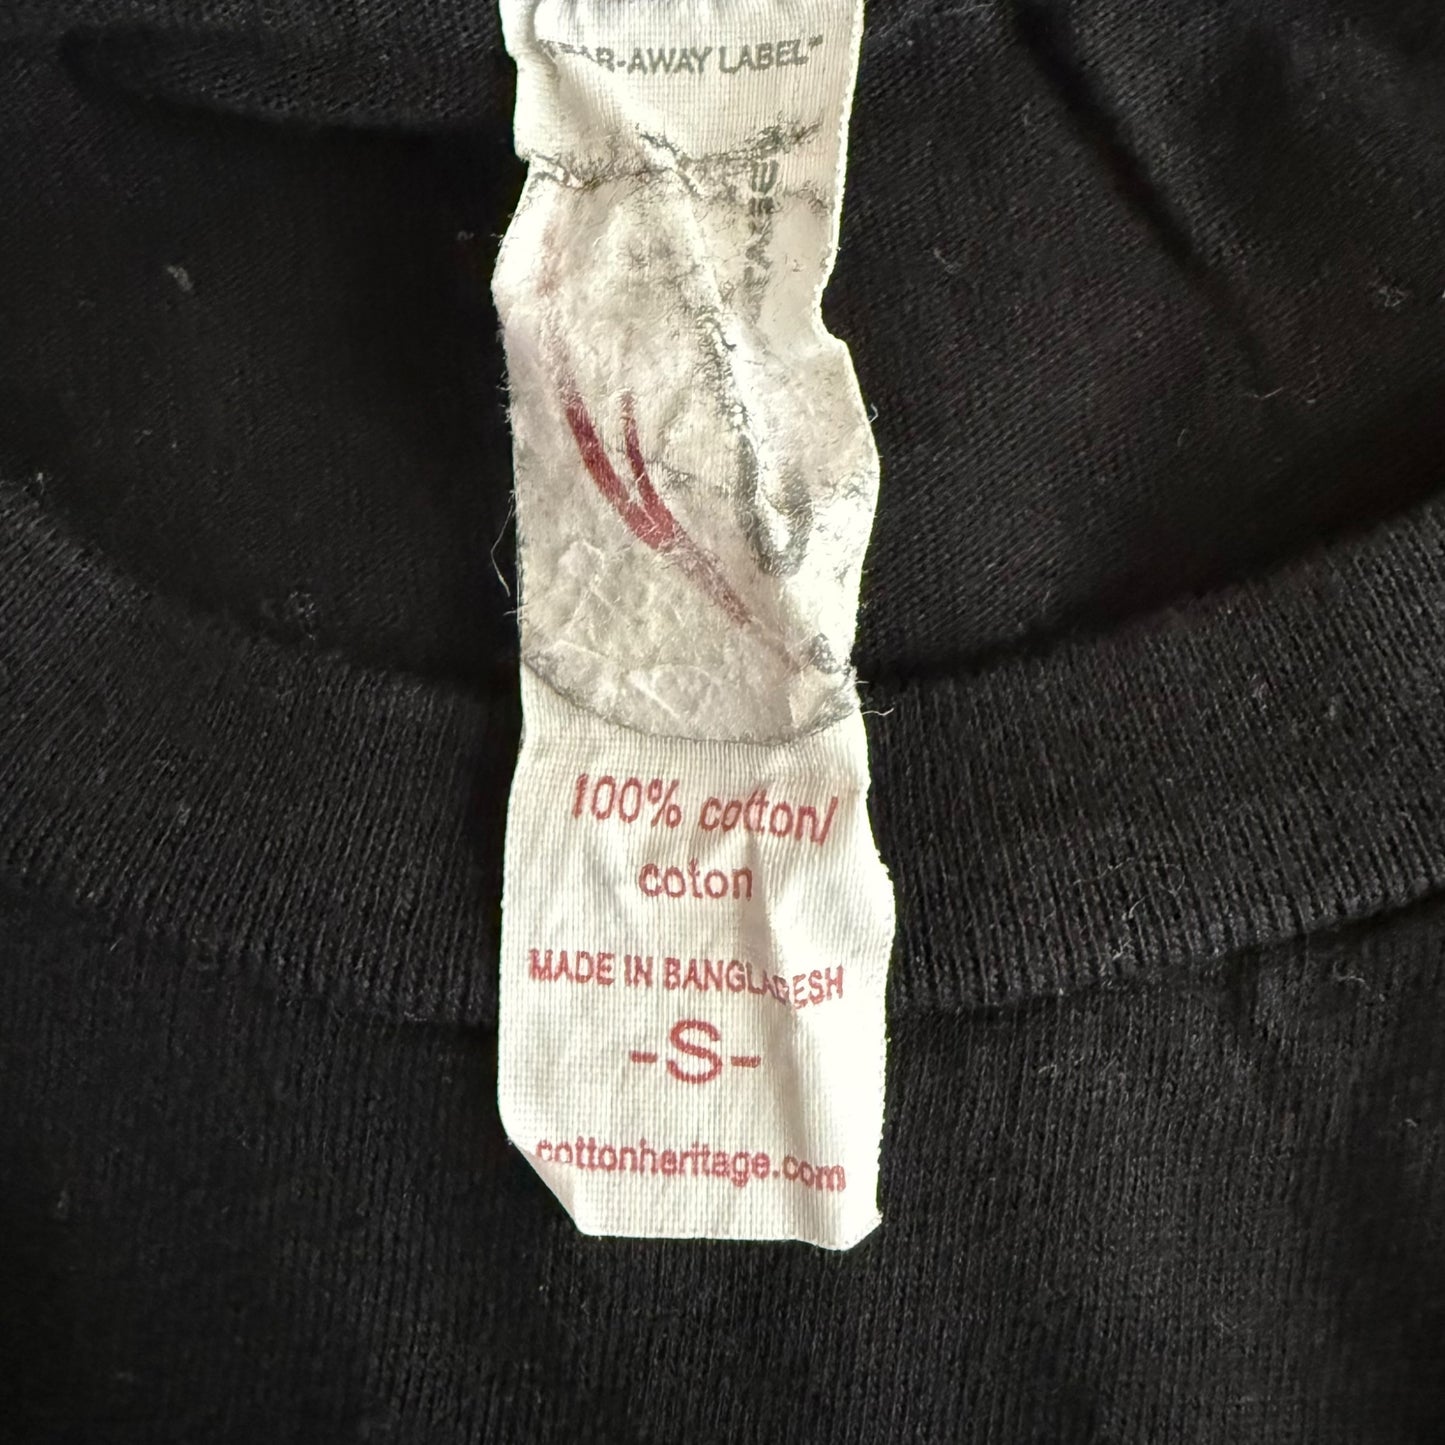 -AWAY LABEL"
100% cotton/
coton
MADE IN BANGLADESH
-S-
cottonheritage.com